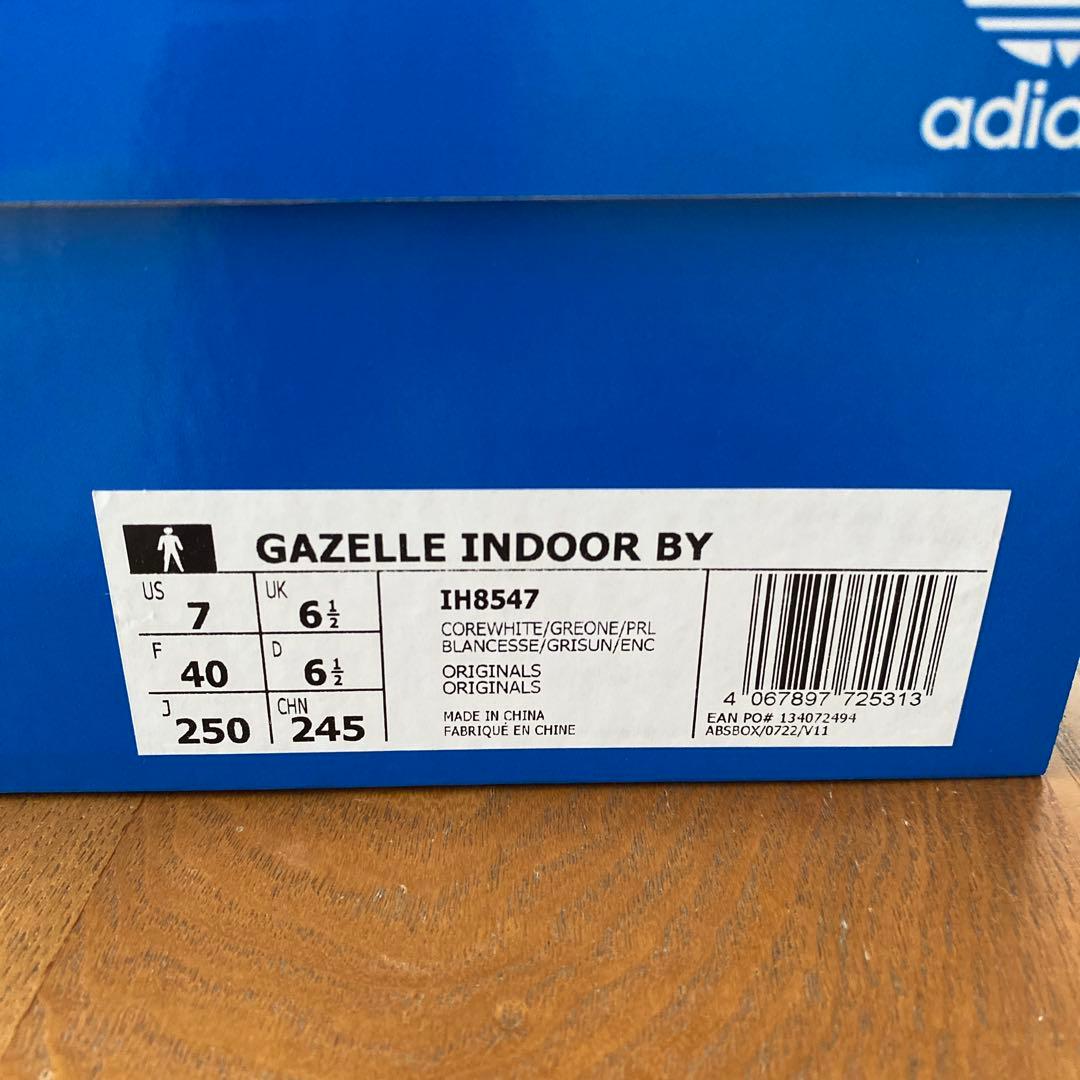 adida
GAZELLE INDOOR BY
US 7 UK 6½
F 40 D 6½
J 250 CHN 245
IH8547
COREWHITE/GREONE/PRL
BLANCESSE/GRISUN/ENC
ORIGINALS
ORIGINALS
MADE IN CHINA
FABRIQUÉ EN CHINE
4 067897 725313
EAN PO# 134072494
ABSBOX/0722/V11